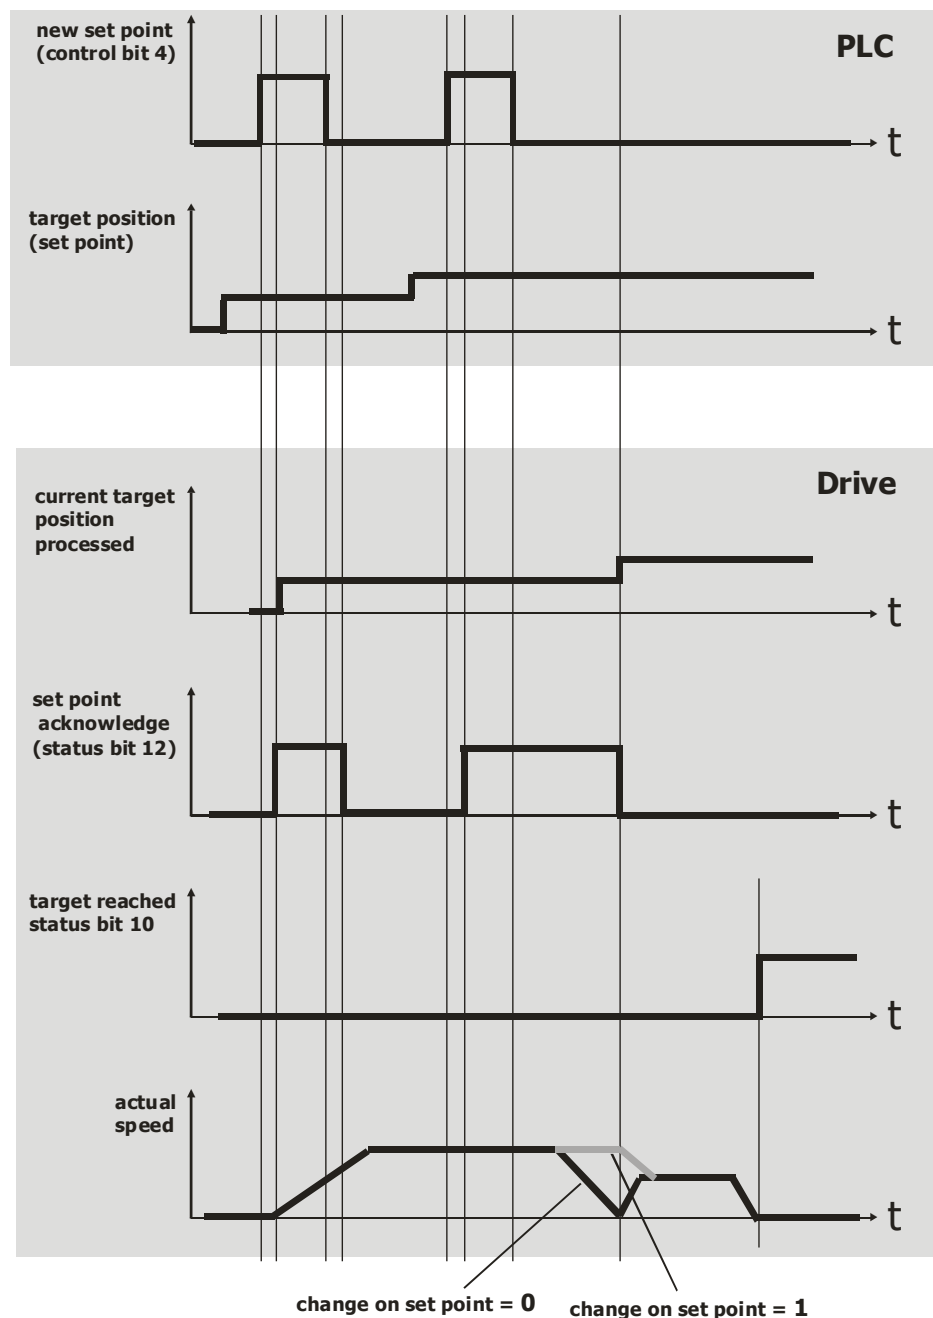 new set point
(control bit 4)
PLC
t
target position
(set point)
t
Drive
current target
position
processed
t
set point
acknowledge
(status bit 12)
t
target reached
status bit 10
t
actual
speed
t
change on set point = 0
change on set point = 1